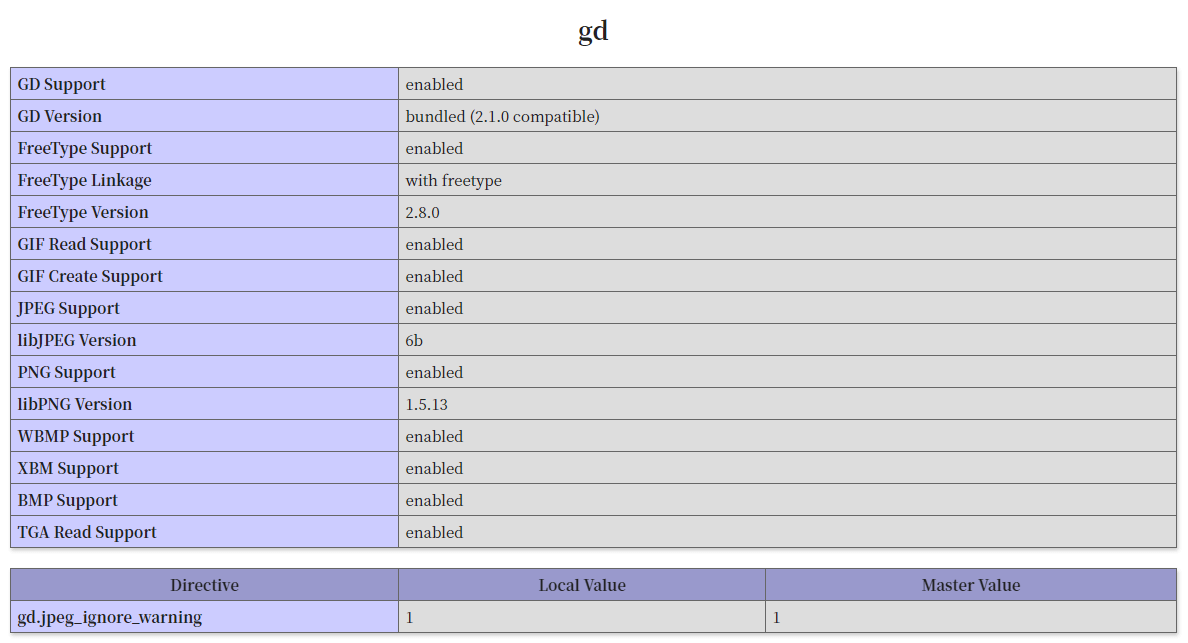 gd
GD Support enabled
GD Version bundled (2.1.0 compatible)
FreeType Support enabled
FreeType Linkage with freetype
FreeType Version 2.8.0
GIF Read Support enabled
GIF Create Support enabled
JPEG Support enabled
libJPEG Version 6b
PNG Support enabled
libPNG Version 1.5.13
WBMP Support enabled
XBM Support enabled
BMP Support enabled
TGA Read Support enabled
Directive Local Value Master Value
gd.jpeg_ignore_warning 1 1